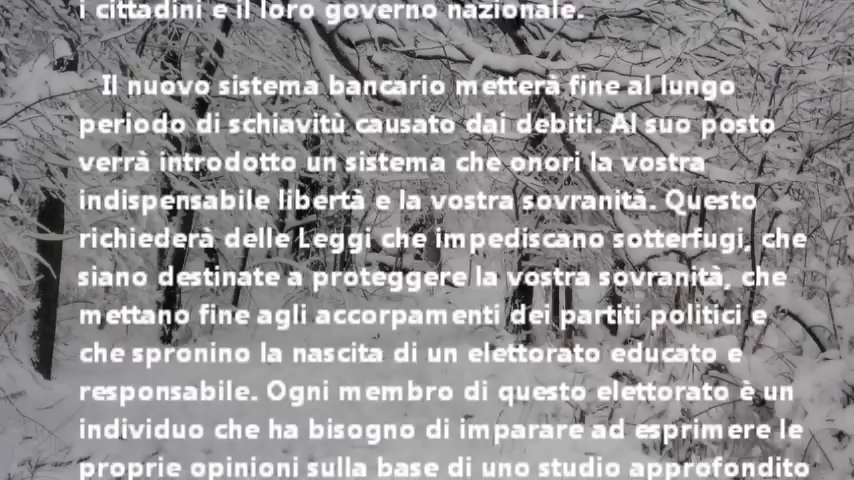 i cittadini e il loro governo nazionale.
Il nuovo sistema bancario metterà fine al lungo
periodo di schiavitù causato dai debiti. Al suo posto
verrà introdotto un sistema che onori la vostra
indispensabile libertà e la vostra sovranità. Questo
richiederà delle Leggi che impediscano sotterfugi, che
siano destinate a proteggere la vostra sovranità, che
mettano fine agli accorpamenti dei partiti politici e
che spronino la nascita di un elettorato educato e
responsabile. Ogni membro di questo elettorato è un
individuo che ha bisogno di imparare ad esprimere le
proprie opinioni sulla base di uno studio approfondito